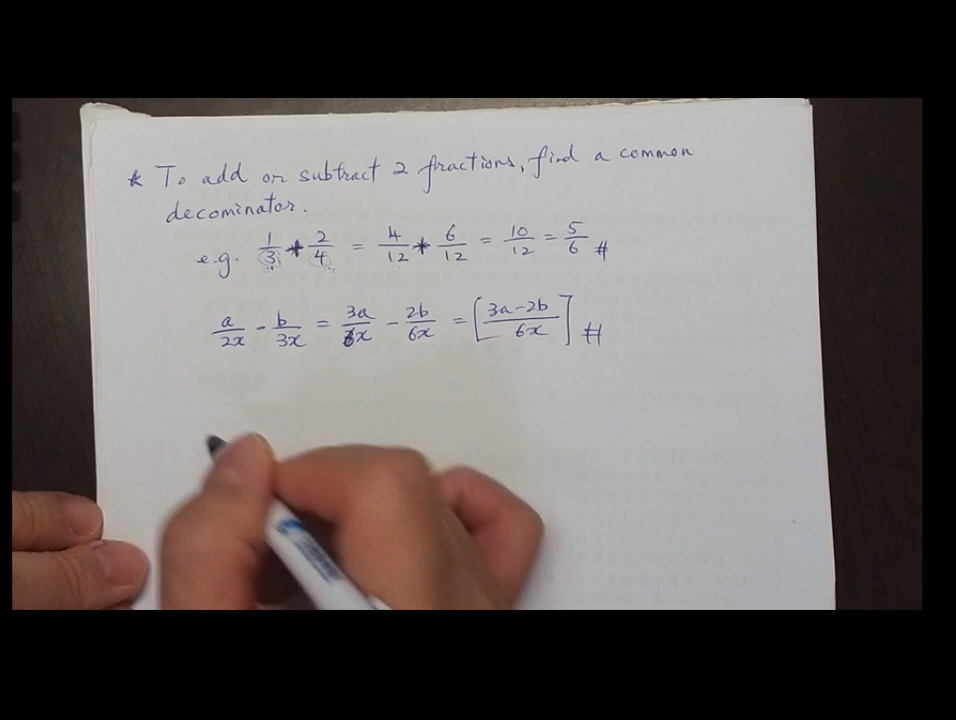 * To add or subtract 2 fractions, find a common
decominator.
e.g. 1/3 + 2/4 = 4/12 + 6/12 = 10/12 = 5/6 #
a/2x - b/3x = 3a/6x - 2b/6x = [3a-2b/6x] #